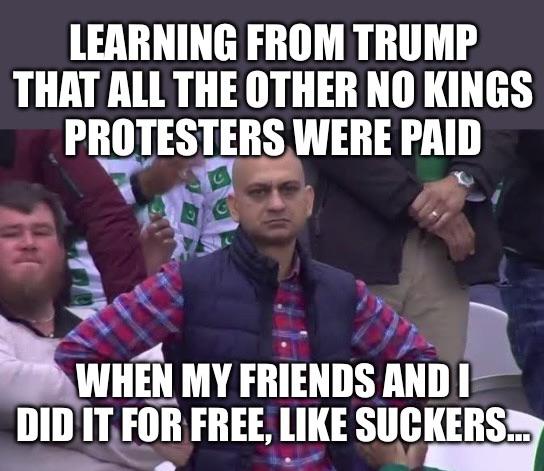 LEARNING FROM TRUMP
THAT ALL THE OTHER NO KINGS
PROTESTERS WERE PAID
WHEN MY FRIENDS AND I
DID IT FOR FREE, LIKE SUCKERS...